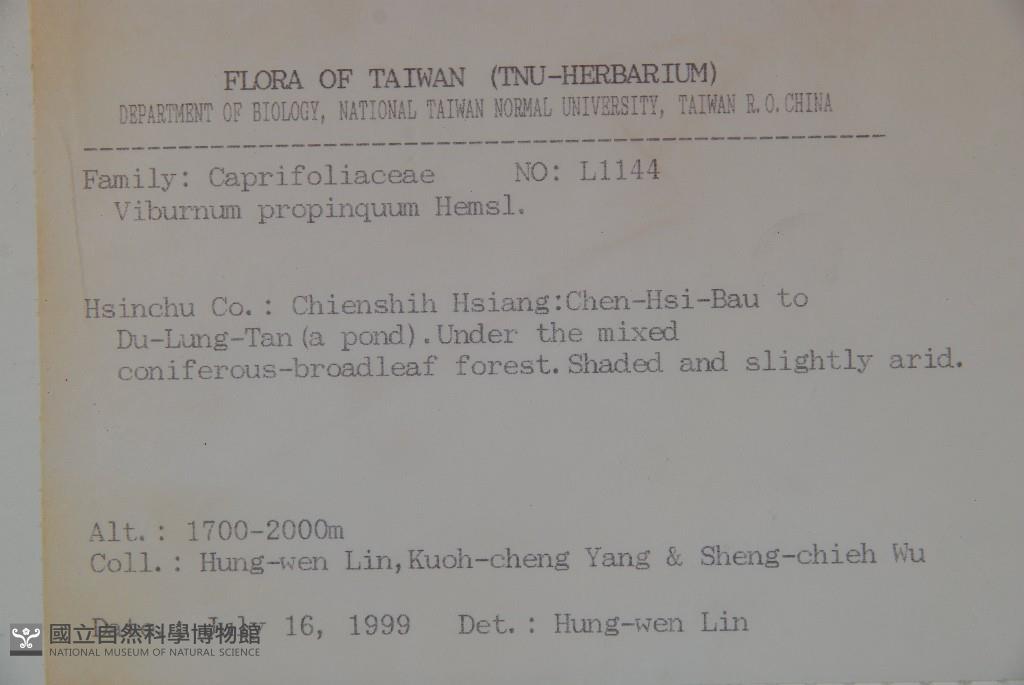 FLORA OF TAIWAN (TNU-HERBARIUM)
DEPARTMENT OF BIOLOGY, NATIONAL TAIWAN NORMAL UNIVERSITY, TAIWAN R.O.CHINA
Family: Caprifoliaceae NO: L1144
Viburnum propinquum Hemsl.
Hsinchu Co.: Chienshih Hsiang:Chen-Hsi-Bau to
Du-Lung-Tan(a pond).Under the mixed
coniferous-broadleaf forest.Shaded and slightly arid.
Alt.: 1700-2000m
Coll.: Hung-wen Lin,Kuoh-cheng Yang & Sheng-chieh Wu
Date: July 16, 1999 Det.: Hung-wen Lin
國立自然科學博物館
NATIONAL MUSEUM OF NATURAL SCIENCE